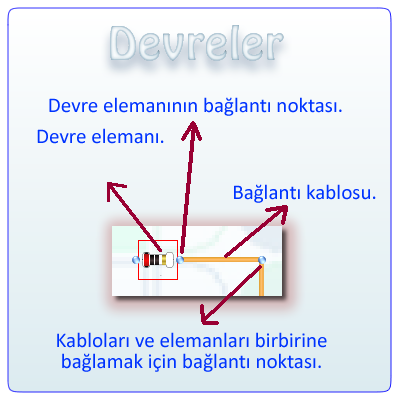 Devreler
Devre elemanının bağlantı noktası.
Devre elemanı.
Bağlantı kablosu.
Kabloları ve elemanları birbirine
bağlamak için bağlantı noktası.